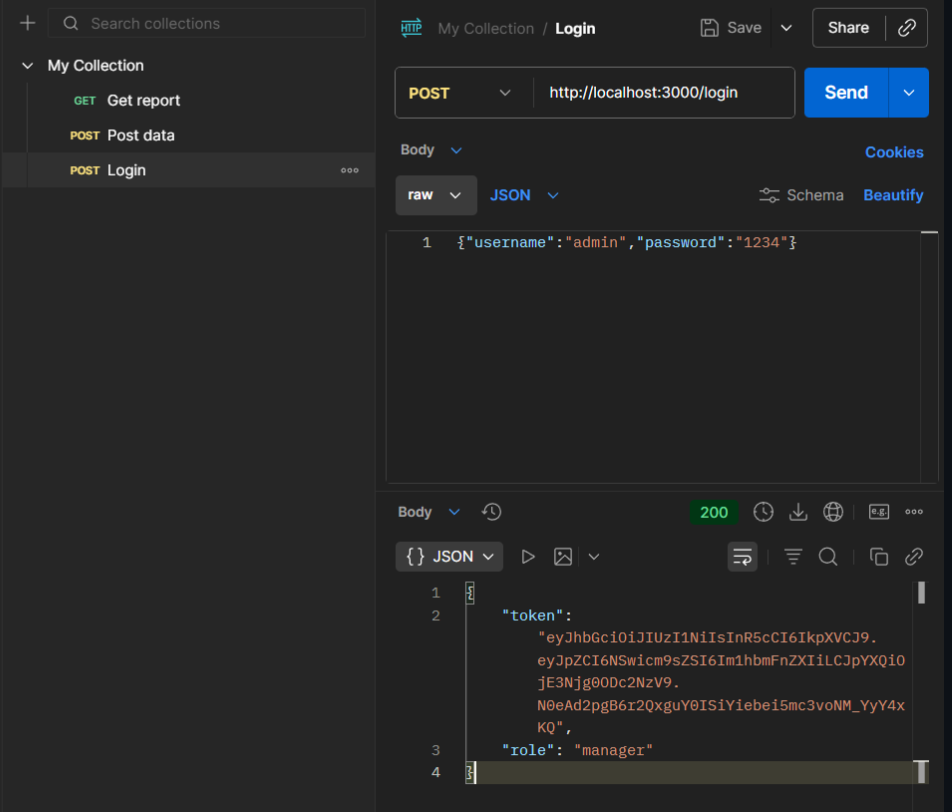 Search collections
My Collection
GET Get report
POST Post data
POST Login
HTTP My Collection / Login
Save
Share
POST
http://localhost:3000/login
Send
Body
Cookies
raw
JSON
Schema
Beautify
1 {"username":"admin","password":"1234"}
Body
200
e.g.
{} JSON
1 {
2 "token":
"eyJhbGciOiJIUzI1NiIsInR5cCI6IkpXVCJ9.
eyJpZCI6NSwicm9sZSI6Im1hbmFnZXIiLCJpYXQiO
jE3Njg0ODc2NzV9.
N0eAd2pgB6r2QxguY0ISiYiebei5mc3voNM_YyY4x
KQ",
3 "role": "manager"
4 }